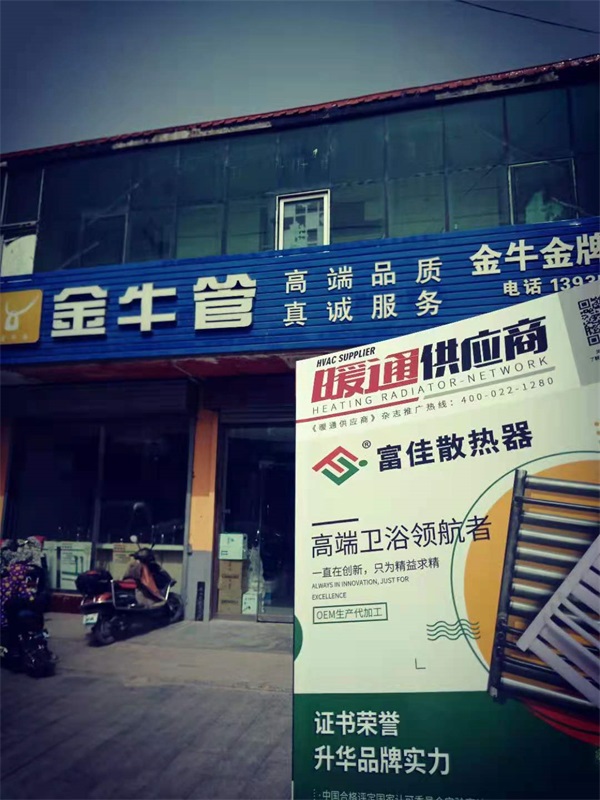 金牛管
高端品质
真诚服务
金牛金牌
电话 1393
HVAC SUPPLIER
暖通供应商
HEATING RADIATOR-NETWORK
《暖通供应商》杂志推广热线：400-022-1280
®
富佳散热器
高端卫浴领航者
一直在创新，只为精益求精
ALWAYS IN INNOVATION, JUST FOR
EXCELLENCE
OEM生产代加工
证书荣誉
升华品牌实力